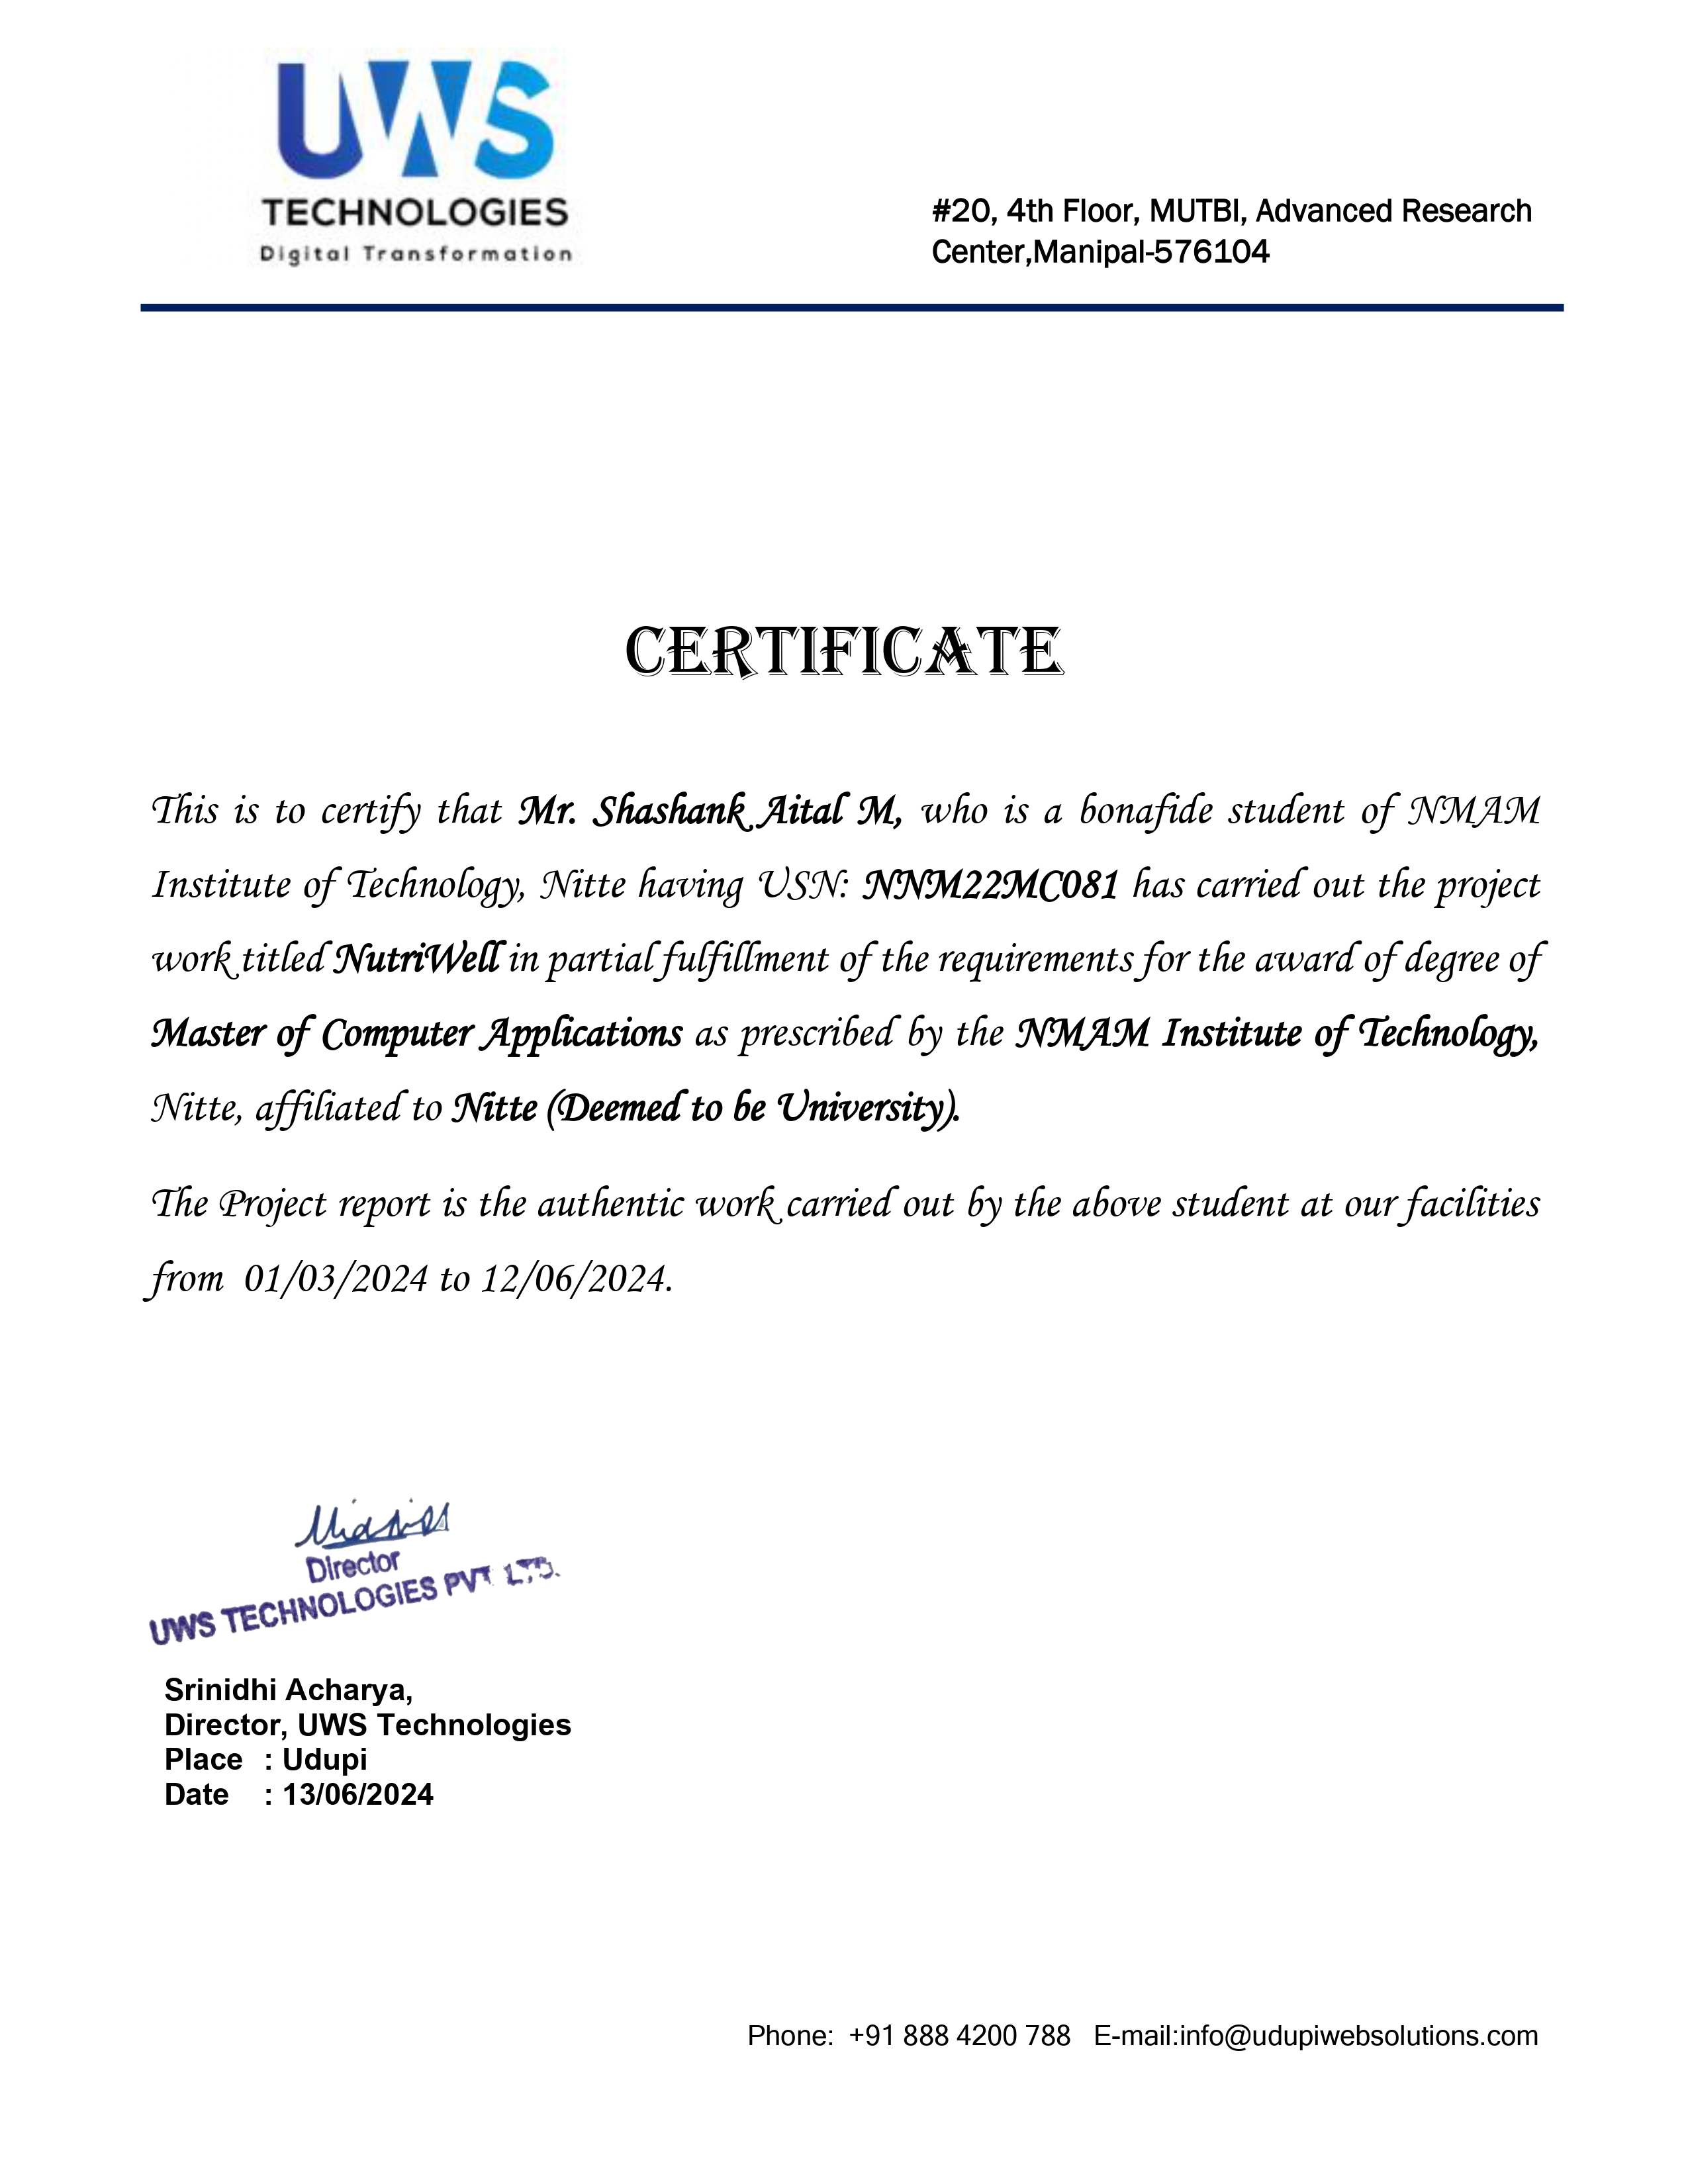 UWS
TECHNOLOGIES
Digital Transformation
#20, 4th Floor, MUTBI, Advanced Research
Center,Manipal-576104
CERTIFICATE
This is to certify that Mr. Shashank Aital M, who is a bonafide student of NMAM
Institute of Technology, Nitte having USN: NNM22MC081 has carried out the project
work titled NutriWell in partial fulfillment of the requirements for the award of degree of
Master of Computer Applications as prescribed by the NMAM Institute of Technology,
Nitte, affiliated to Nitte (Deemed to be University).
The Project report is the authentic work carried out by the above student at our facilities
from 01/03/2024 to 12/06/2024.
Director
UWS TECHNOLOGIES PVT LTD.
Srinidhi Acharya,
Director, UWS Technologies
Place : Udupi
Date : 13/06/2024
Phone: +91 888 4200 788 E-mail:info@udupiwebsolutions.com